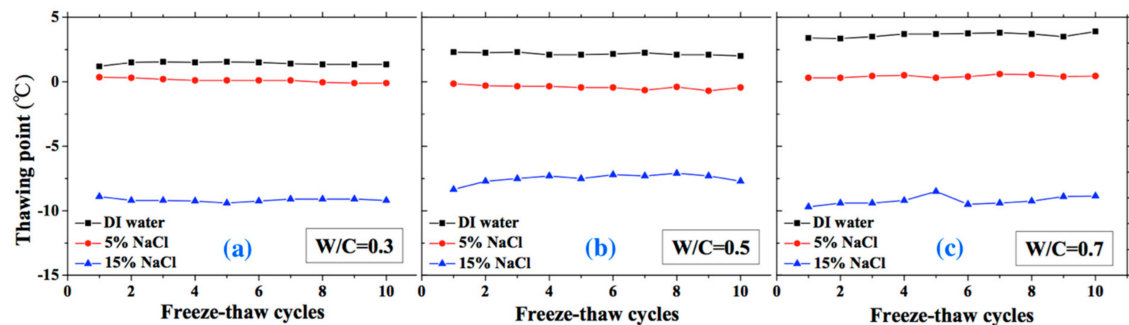 Thawing point (℃)
5
0
-5
-10
-15
DI water
5% NaCl
15% NaCl
(a)
W/C=0.3
0 2 4 6 8 10
Freeze-thaw cycles
DI water
5% NaCl
15% NaCl
(b)
W/C=0.5
0 2 4 6 8 10
Freeze-thaw cycles
DI water
5% NaCl
15% NaCl
(c)
W/C=0.7
0 2 4 6 8 10
Freeze-thaw cycles